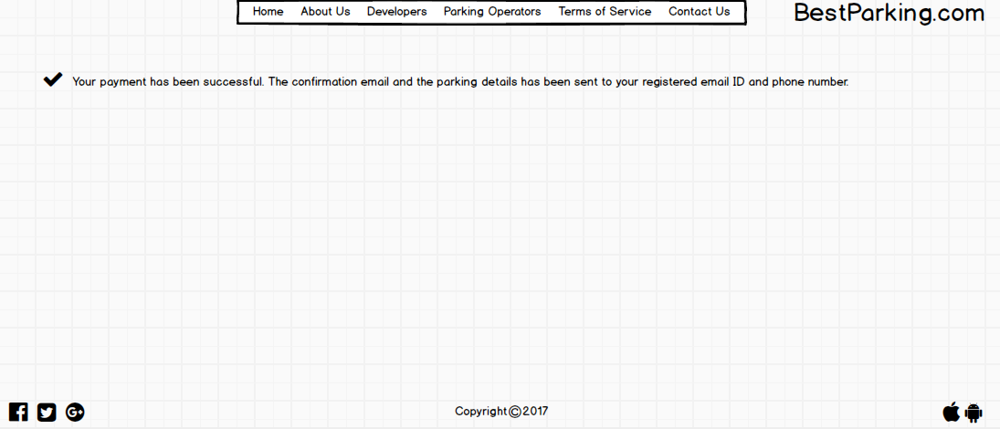 Home About Us Developers Parking Operators Terms of Service Contact Us
BestParking.com
Your payment has been successful. The confirmation email and the parking details has been sent to your registered email ID and phone number.
Copyright©2017